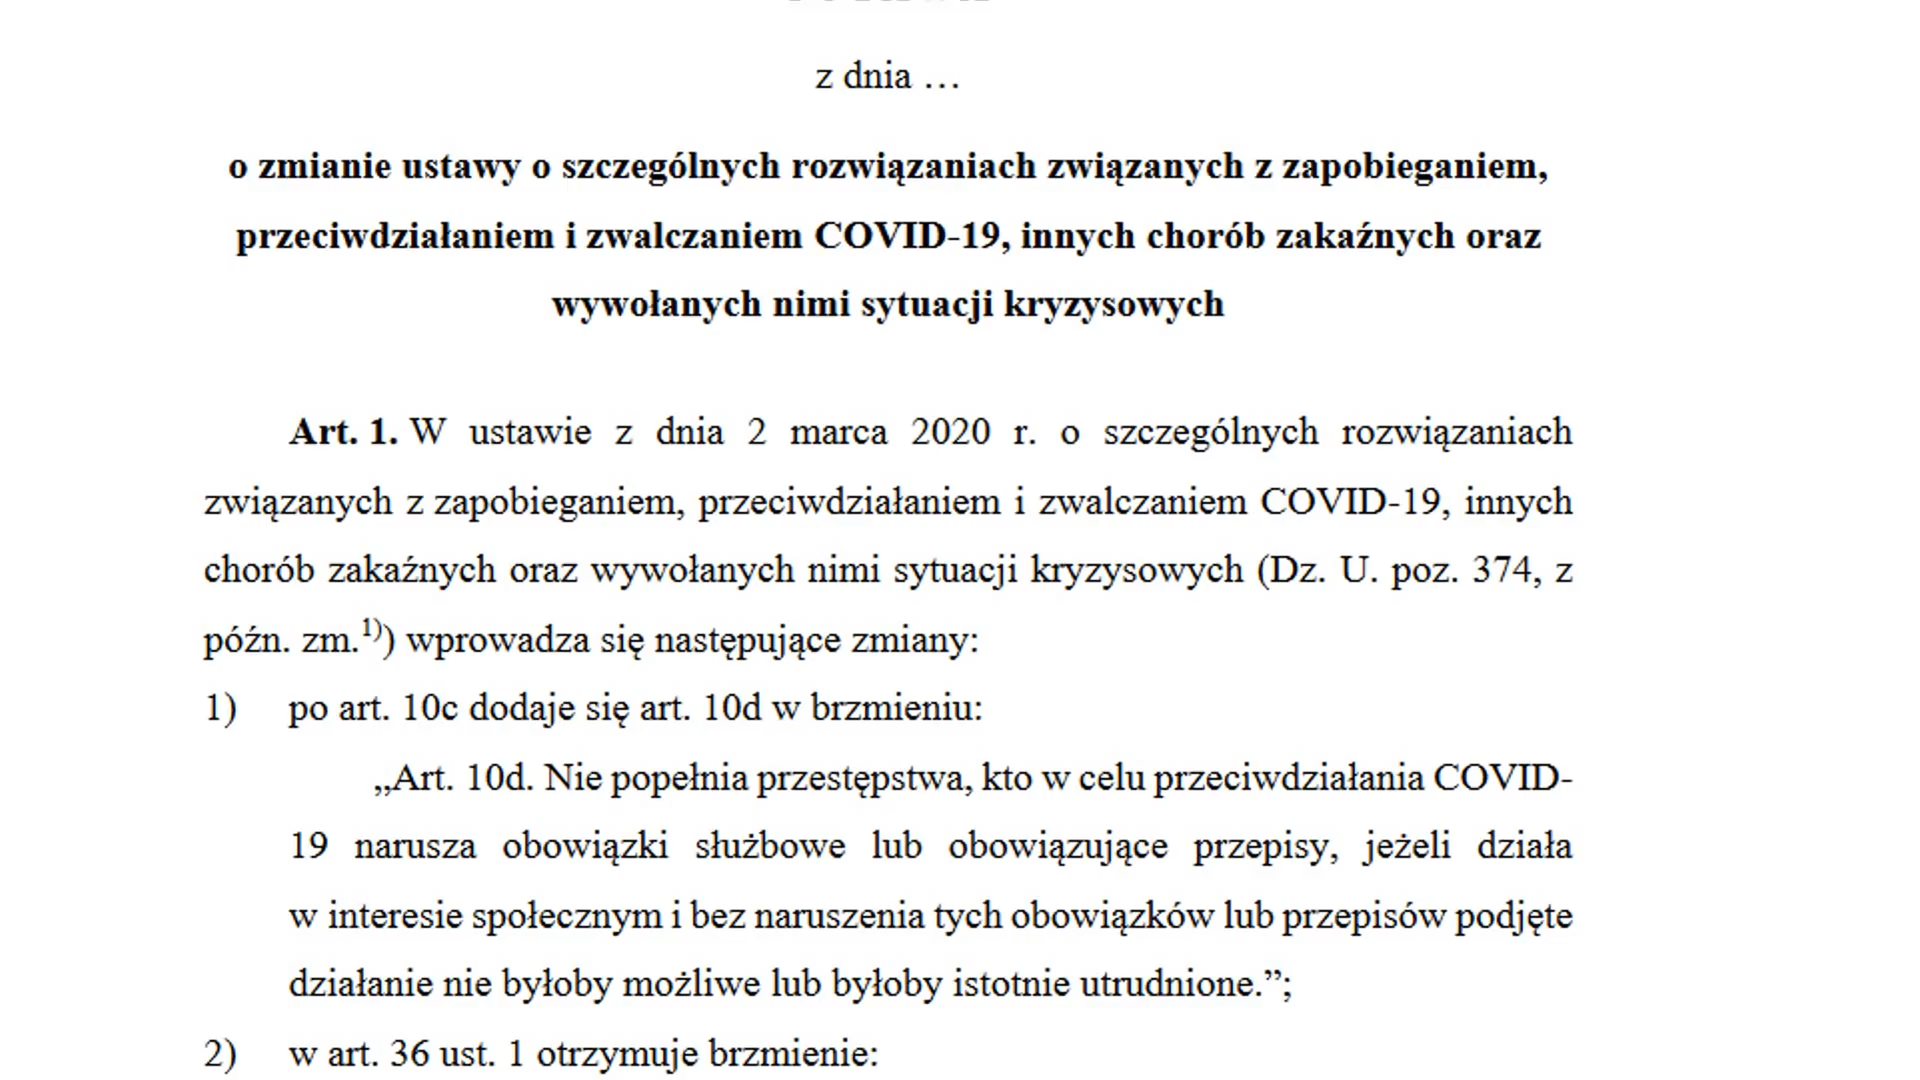 z dnia …
o zmianie ustawy o szczególnych rozwiązaniach związanych z zapobieganiem,
przeciwdziałaniem i zwalczaniem COVID-19, innych chorób zakaźnych oraz
wywołanych nimi sytuacji kryzysowych
Art. 1. W ustawie z dnia 2 marca 2020 r. o szczególnych rozwiązaniach
związanych z zapobieganiem, przeciwdziałaniem i zwalczaniem COVID-19, innych
chorób zakaźnych oraz wywołanych nimi sytuacji kryzysowych (Dz. U. poz. 374, z
późn. zm.1)) wprowadza się następujące zmiany:
1) po art. 10c dodaje się art. 10d w brzmieniu:
„Art. 10d. Nie popełnia przestępstwa, kto w celu przeciwdziałania COVID-
19 narusza obowiązki służbowe lub obowiązujące przepisy, jeżeli działa
w interesie społecznym i bez naruszenia tych obowiązków lub przepisów podjęte
działanie nie byłoby możliwe lub byłoby istotnie utrudnione.”;
2) w art. 36 ust. 1 otrzymuje brzmienie: